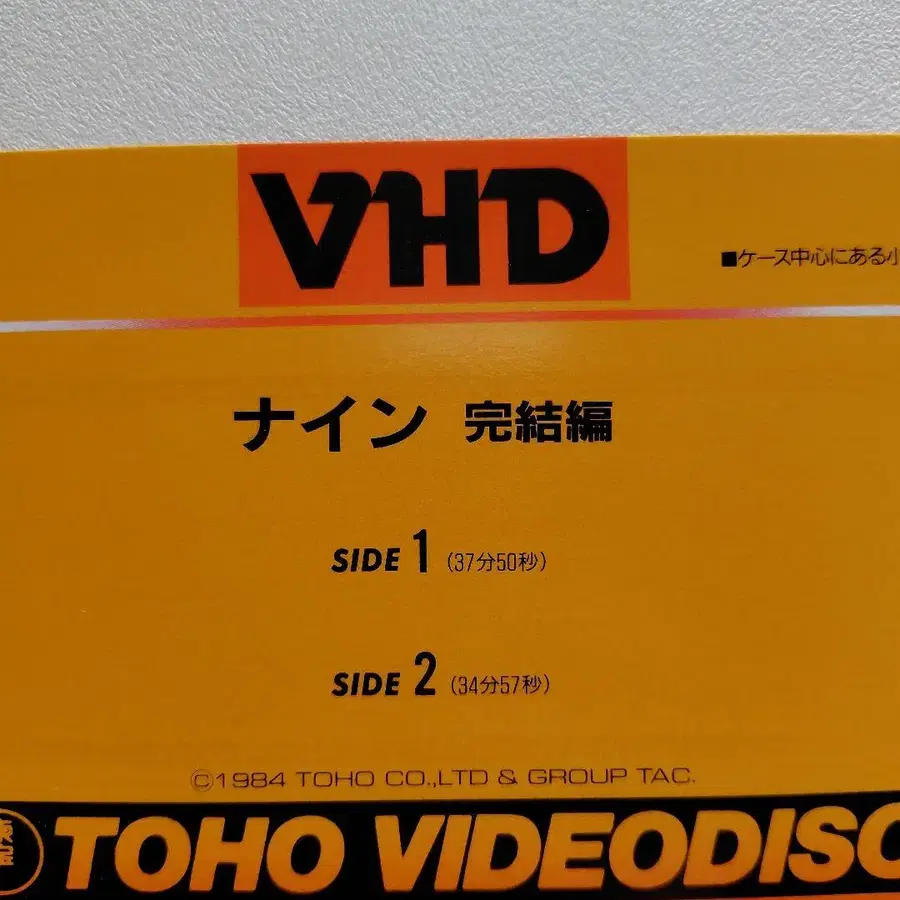 VHD
■ケース中心にある小
ナイン 完結編
SIDE 1 (37分50秒)
SIDE 2 (34分57秒)
©1984 TOHO CO.,LTD & GROUP TAC.
TOHO VIDEODISC